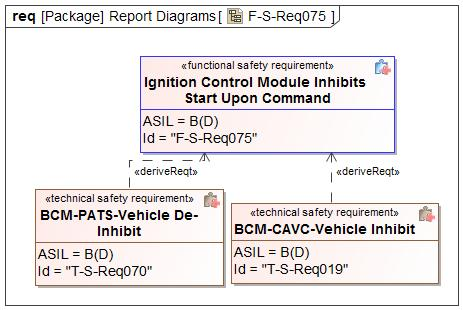 req [Package] Report Diagrams[ F-S-Req075 ]
«functional safety requirement»
Ignition Control Module Inhibits
Start Upon Command
ASIL = B(D)
Id = "F-S-Req075"
«deriveReqt»
«deriveReqt»
«technical safety requirement»
BCM-PATS-Vehicle De-
Inhibit
ASIL = B(D)
Id = "T-S-Req070"
«technical safety requirement»
BCM-CAVC-Vehicle Inhibit
ASIL = B(D)
Id = "T-S-Req019"